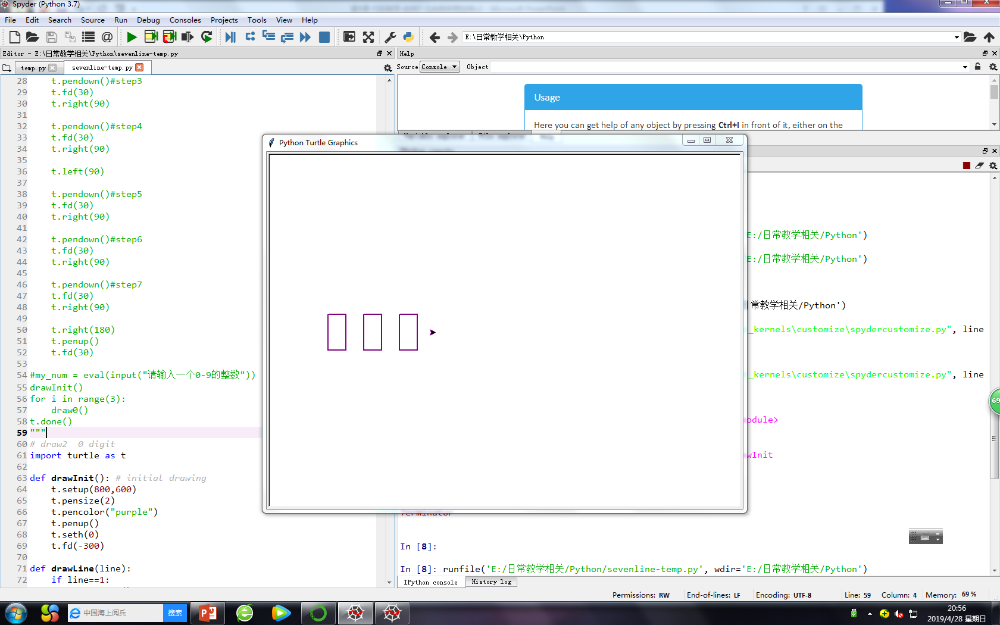 Spyder (Python 3.7)
File Edit Search Source Run Debug Consoles Projects Tools View Help
E:\日常教学相关\Python
Editor - E:\日常教学相关\Python\sevenline-temp.py
temp.py
sevenline-temp.py
28 t.pendown()#step3
29 t.fd(30)
30 t.right(90)
31
32 t.pendown()#step4
33 t.fd(30)
34 t.right(90)
35
36 t.left(90)
37
38 t.pendown()#step5
39 t.fd(30)
40 t.right(90)
41
42 t.pendown()#step6
43 t.fd(30)
44 t.right(90)
45
46 t.pendown()#step7
47 t.fd(30)
48 t.right(90)
49
50 t.right(180)
51 t.penup()
52 t.fd(30)
53
54 #my_num = eval(input("请输入一个0-9的整数"))
55 drawInit()
56 for i in range(3):
57 draw0()
58 t.done()
59 """
60 # draw2  0 digit
61 import turtle as t
62
63 def drawInit(): # initial drawing
64 t.setup(800,600)
65 t.pensize(2)
66 t.pencolor("purple")
67 t.penup()
68 t.seth(0)
69 t.fd(-300)
70
71 def drawLine(line):
72 if line==1:
Help
Source Console Object
Usage
Here you can get help of any object by pressing Ctrl+I in front of it, either on the
Python Turtle Graphics
E:/日常教学相关/Python')
E:/日常教学相关/Python')
常教学相关/Python')
_kernels\customize\spydercustomize.py", line
_kernels\customize\spydercustomize.py", line
odule>
wInit
Terminator
In [8]:
In [8]: runfile('E:/日常教学相关/Python/sevenline-temp.py', wdir='E:/日常教学相关/Python')
IPython console
History log
Permissions: RW End-of-lines: LF Encoding: UTF-8 Line: 59 Column: 4 Memory: 69 %
中国海上阅兵 搜索
69
20:56
2019/4/28 星期日